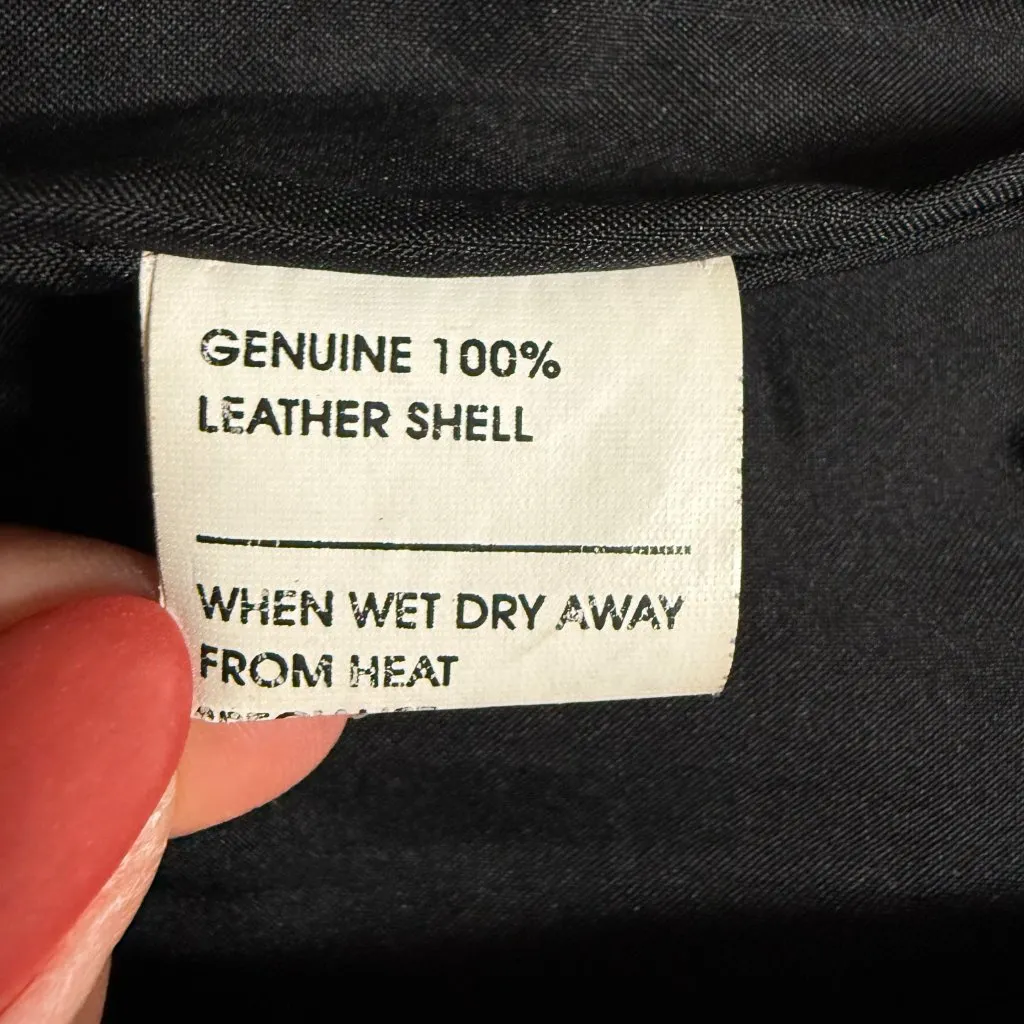 GENUINE 100%
LEATHER SHELL
WHEN WET DRY AWAY
FROM HEAT